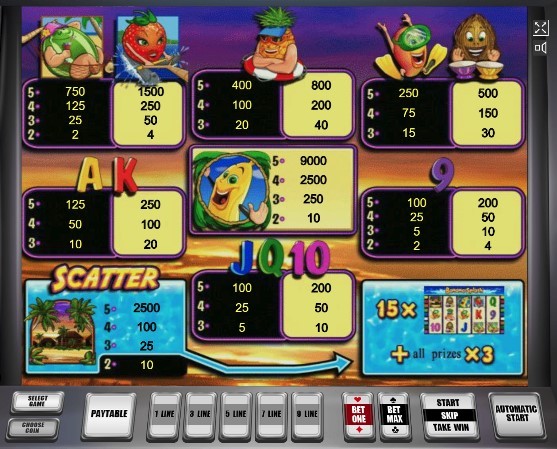 5 750 1500
4 125 250
3 25 50
2 2 4
5 400 800
4 100 200
3 20 40
5 250 500
4 75 150
3 15 30
5 9000
4 2500
3 250
2 10
A K
5 125 250
4 50 100
3 10 20
9
5 100 200
4 25 50
3 5 10
2 2 4
J Q 10
5 100 200
4 25 50
3 5 10
SCATTER
5 2500
4 100
3 25
2 10
15×
+ all prizes ×3
SELECT GAME
CHOOSE COIN
PAYTABLE
1 LINE
3 LINE
5 LINE
7 LINE
9 LINE
BET ONE
BET MAX
START
SKIP
TAKE WIN
AUTOMATIC START